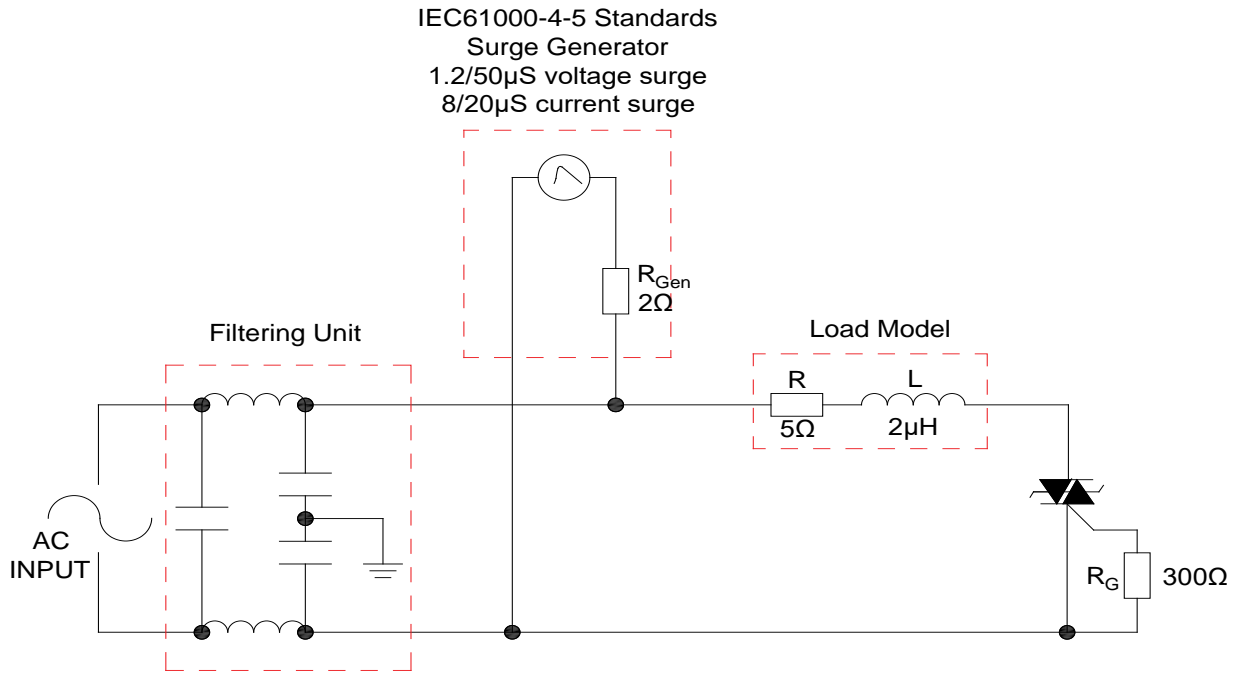 IEC61000-4-5 Standards
Surge Generator
1.2/50µS voltage surge
8/20µS current surge
RGen
2Ω
Filtering Unit
Load Model
R
L
5Ω
2µH
AC
INPUT
RG
300Ω